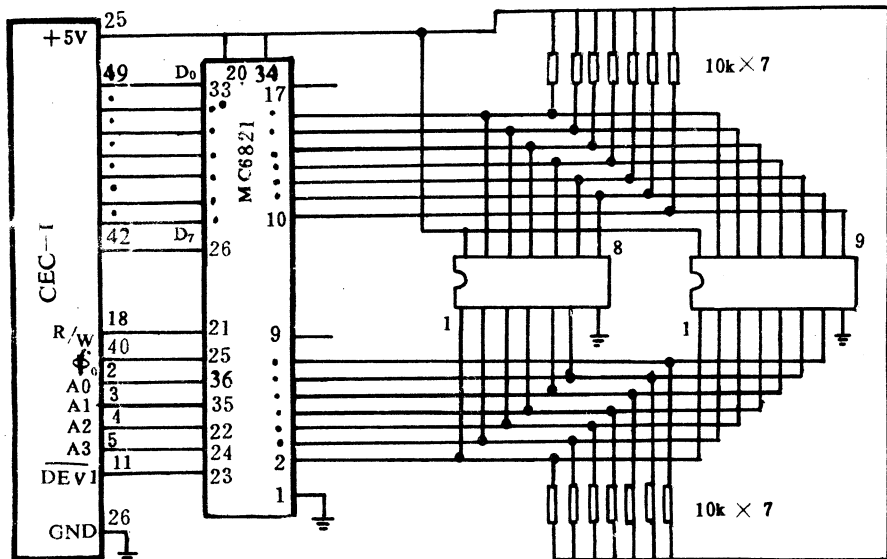 25
+5V
49
D₀
20 34
33
17
10k × 7
MC6821
CEC-I
10
42
D₇
26
8
9
18
R/W
21
9
1
1
40
ϕ₀
25
2
A0
36
3
A1
35
4
A2
22
5
A3
24
2
11
DEV1
23
1
10k × 7
26
GND